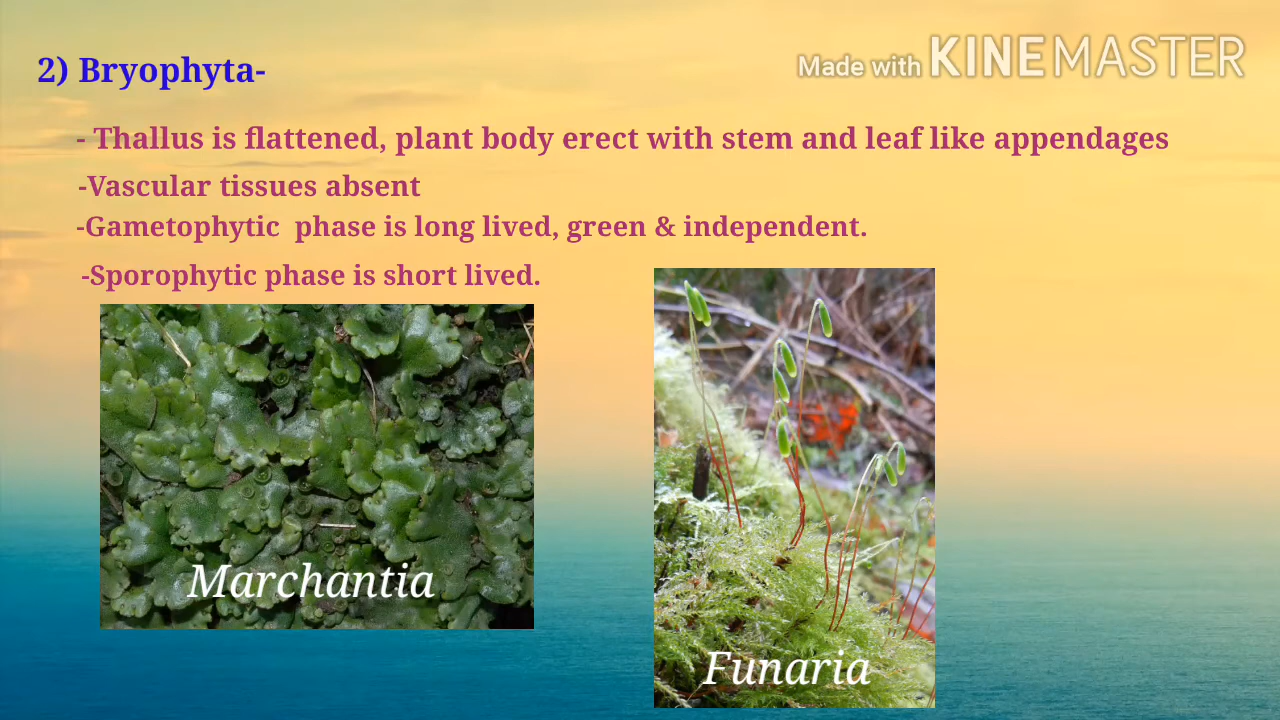 Made with KINEMASTER
2) Bryophyta-
- Thallus is flattened, plant body erect with stem and leaf like appendages
-Vascular tissues absent
-Gametophytic phase is long lived, green & independent.
-Sporophytic phase is short lived.
Marchantia
Funaria